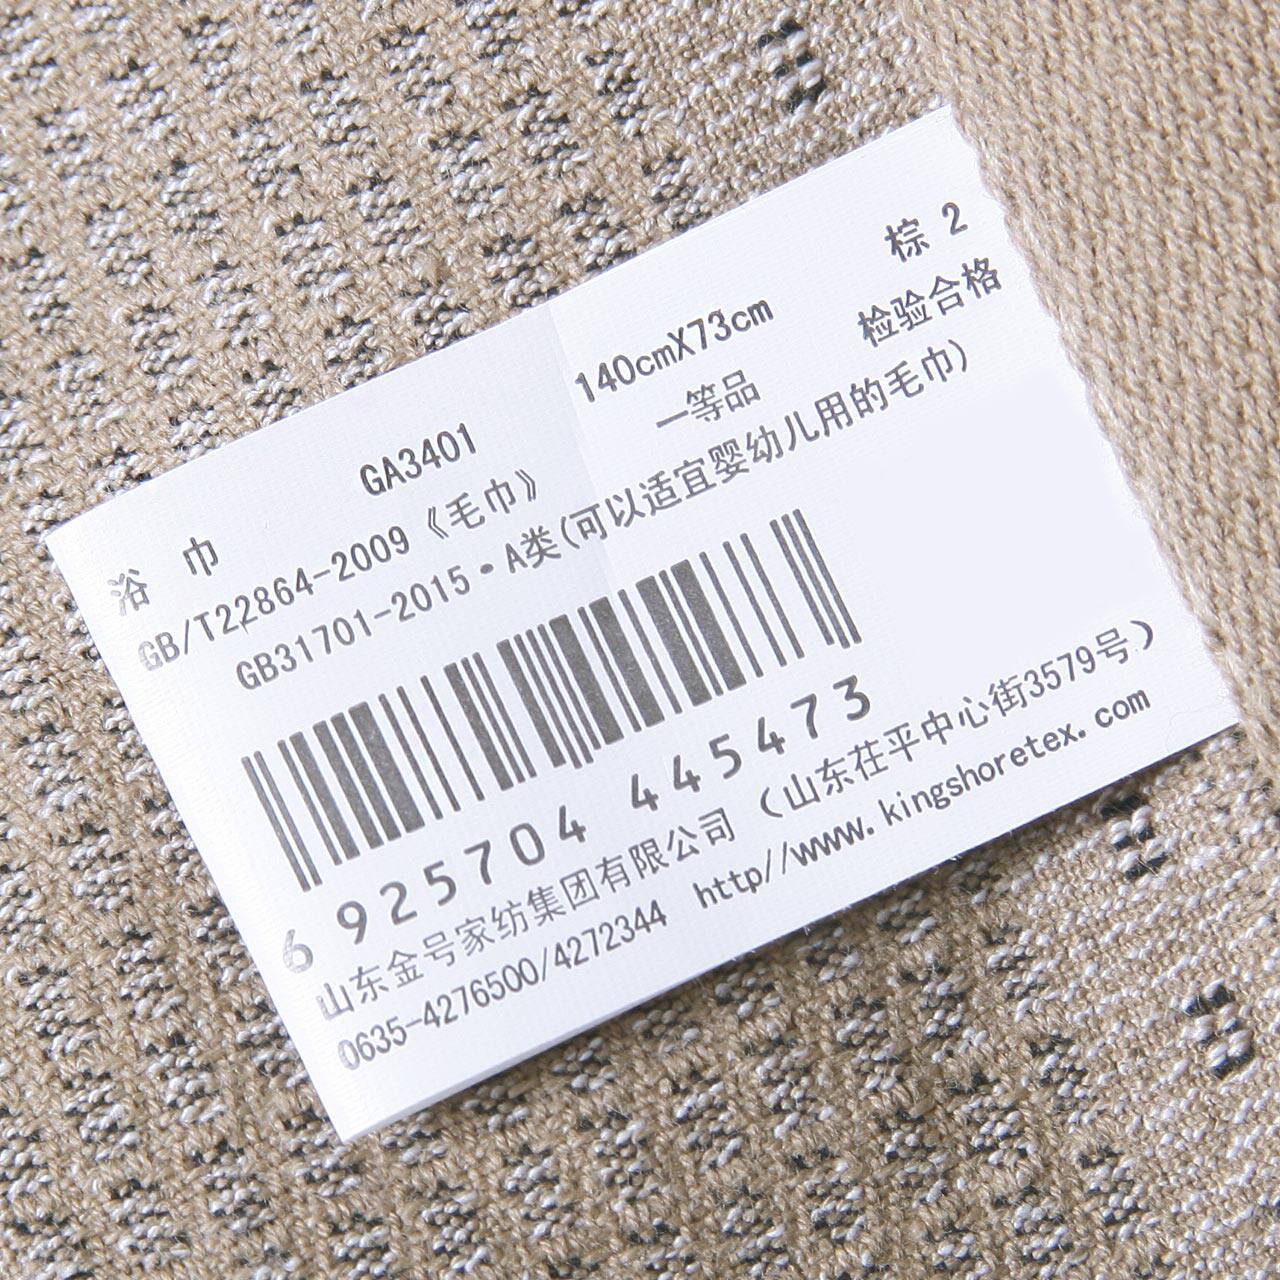 浴 巾 GA3401 140cmX73cm 棕 2
GB/T22864-2009《毛巾》 一等品 检验合格
GB31701-2015·A类(可以适宜婴幼儿用的毛巾)
6 925704 445473
山东金号家纺集团有限公司（山东茌平中心街3579号）
0635-4276500/4272344 http//www.kingshoretex.com